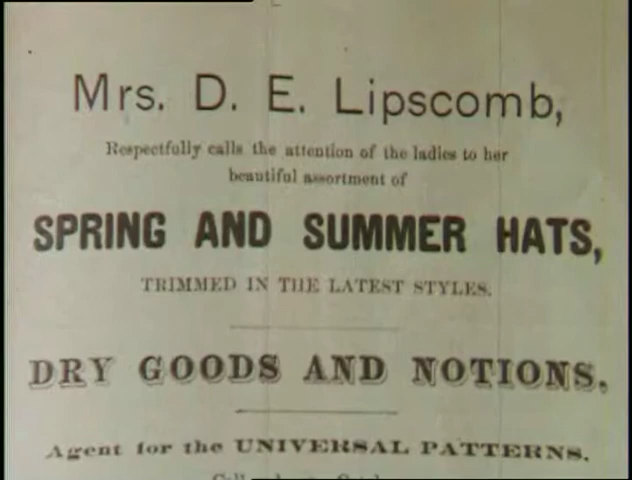 Mrs. D. E. Lipscomb,
Respectfully calls the attention of the ladies to her
beautiful assortment of
SPRING AND SUMMER HATS,
TRIMMED IN THE LATEST STYLES.
DRY GOODS AND NOTIONS.
Agent for the UNIVERSAL PATTERNS.